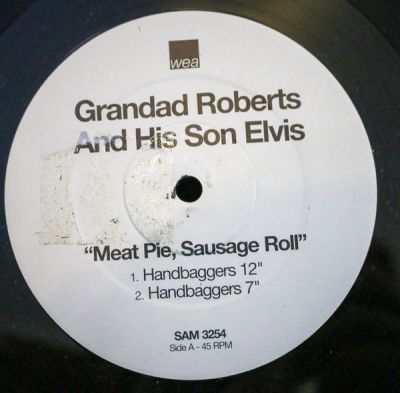 wea
Grandad Roberts
And His Son Elvis
“Meat Pie, Sausage Roll”
1. Handbaggers 12"
2. Handbaggers 7"
SAM 3254
Side A - 45 RPM